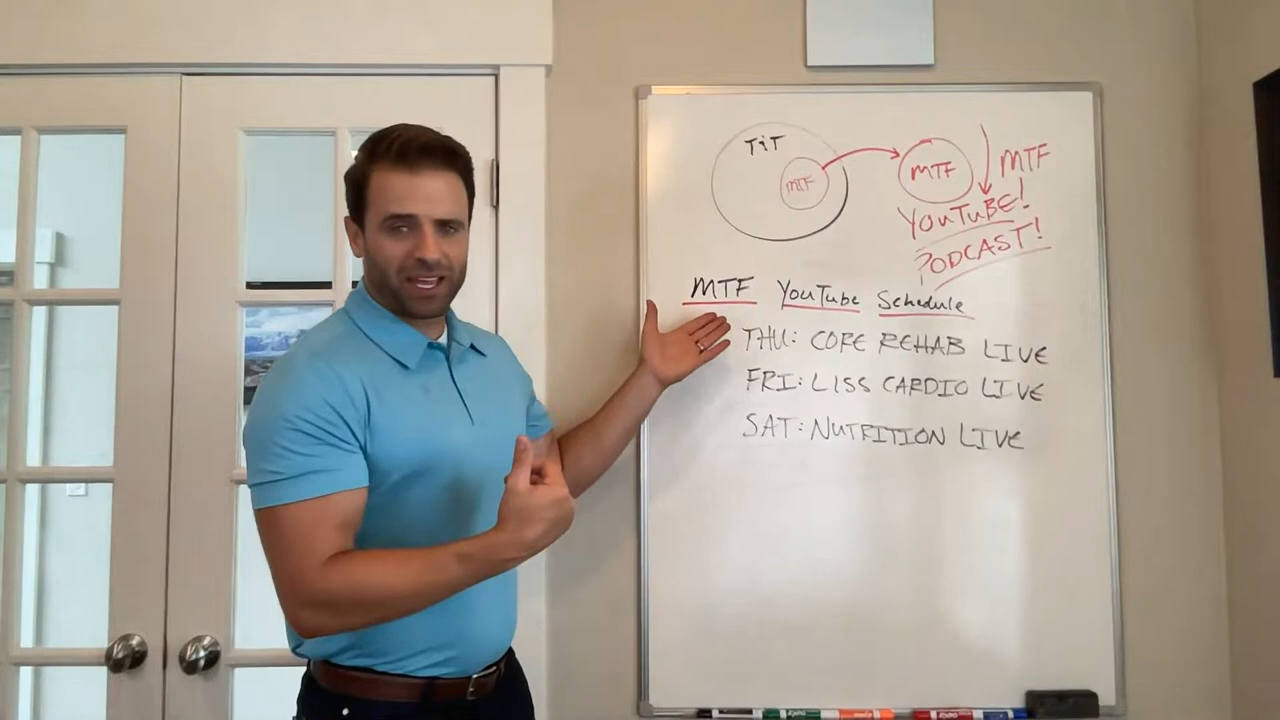 TiT
MTF
MTF
MTF
YOUTUBE!
PODCAST!
MTF YouTube Schedule
THU: CORE REHAB LIVE
FRI: LISS CARDIO LIVE
SAT: NUTRITION LIVE